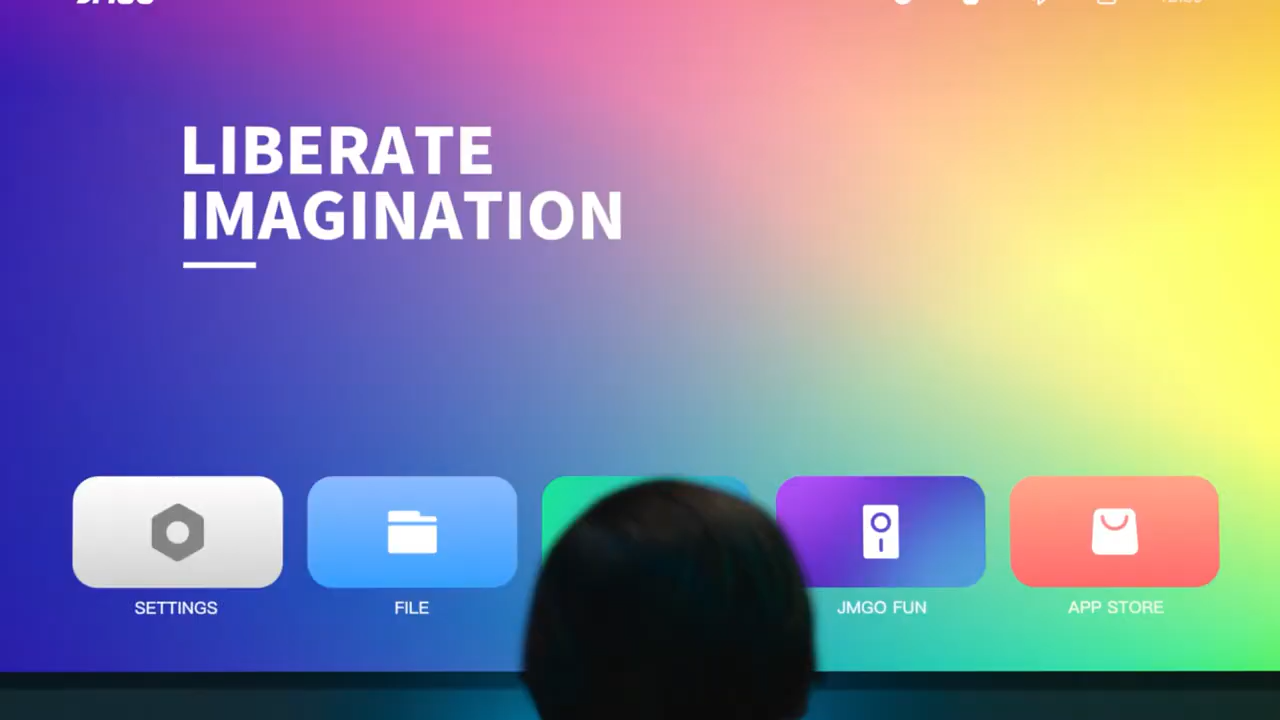 LIBERATE
IMAGINATION
SETTINGS
FILE
JMGO FUN
APP STORE